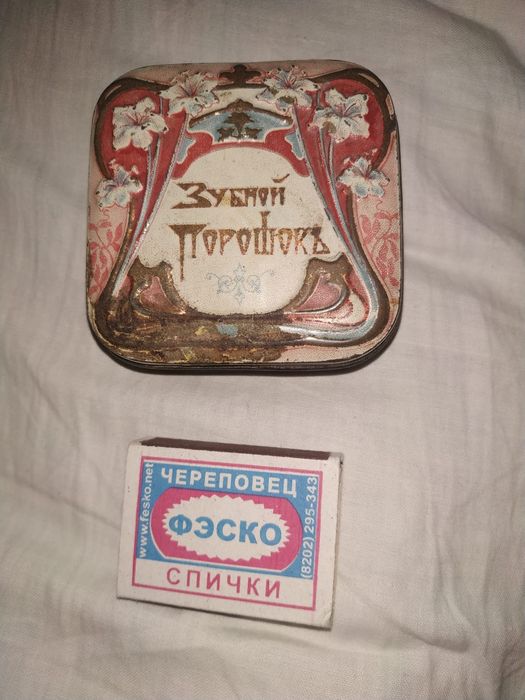 Зубной
Порошокъ
ЧЕРЕПОВЕЦ
www.fesko.net
ФЭСКО
(8202) 295-343
СПИЧКИ